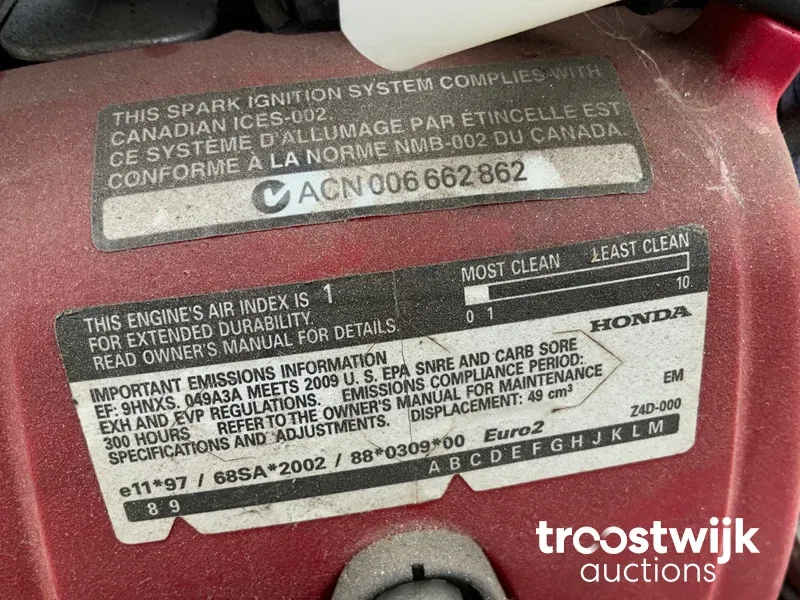 THIS SPARK IGNITION SYSTEM COMPLIES WITH
CANADIAN ICES-002.
CE SYSTÈME D'ALLUMAGE PAR ÉTINCELLE EST
CONFORME À LA NORME NMB-002 DU CANADA.
ACN 006 662 862
THIS ENGINE'S AIR INDEX IS 1
FOR EXTENDED DURABILITY.
READ OWNER'S MANUAL FOR DETAILS.
MOST CLEAN LEAST CLEAN
0 1 10
HONDA
IMPORTANT EMISSIONS INFORMATION
EF: 9HNXS. 049A3A MEETS 2009 U. S. EPA SNRE AND CARB SORE
EXH AND EVP REGULATIONS. EMISSIONS COMPLIANCE PERIOD:
300 HOURS REFER TO THE OWNER'S MANUAL FOR MAINTENANCE
SPECIFICATIONS AND ADJUSTMENTS. DISPLACEMENT: 49 cm³
EM
Z4D-000
e11*97 / 68SA*2002 / 88*0309*00 Euro2
8 9 A B C D E F G H J K L M
troostwijk
auctions